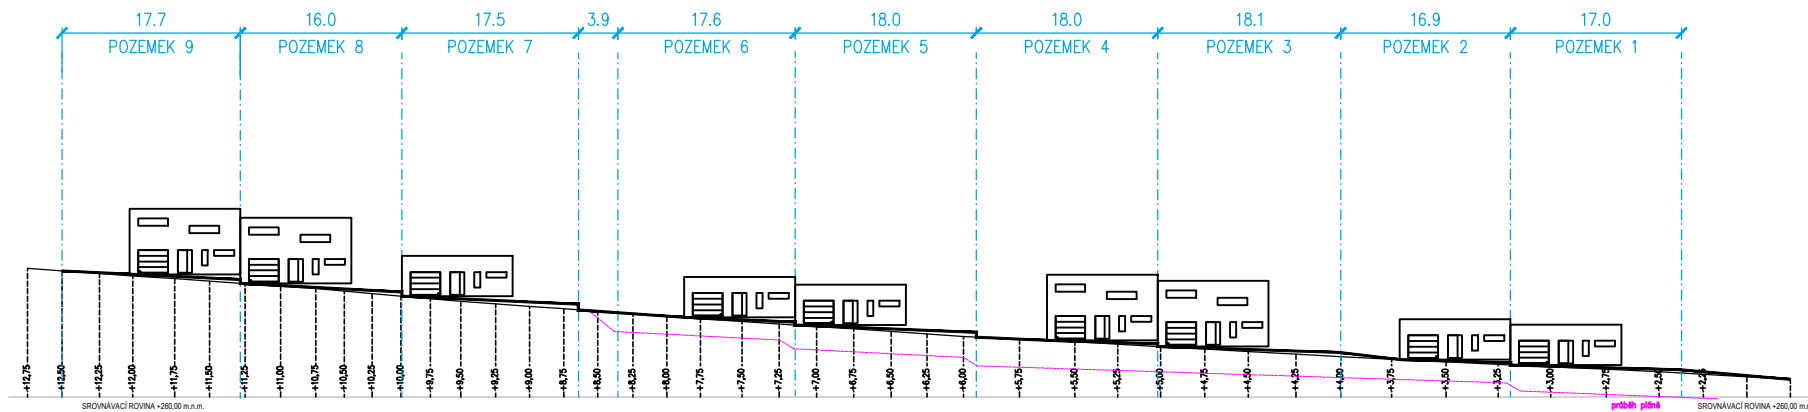 17.7 16.0 17.5 3.9 17.6 18.0 18.0 18.1 16.9 17.0
POZEMEK 9 POZEMEK 8 POZEMEK 7 POZEMEK 6 POZEMEK 5 POZEMEK 4 POZEMEK 3 POZEMEK 2 POZEMEK 1
+12,75 +12,50 +12,25 +12,00 +11,75 +11,50 +11,25 +11,00 +10,75 +10,50 +10,25 +10,00 +9,75 +9,50 +9,25 +9,00 +8,75 +8,50 +8,25 +8,00 +7,75 +7,50 +7,25 +7,00 +6,75 +6,50 +6,25 +6,00 +5,75 +5,50 +5,25 +5,00 +4,75 +4,50 +4,25 +4,00 +3,75 +3,50 +3,25 +3,00 +2,75 +2,50 +2,25
SROVNÁVACÍ ROVINA +260,00 m.n.m. průběh pláně SROVNÁVACÍ ROVINA +260,00 m.n